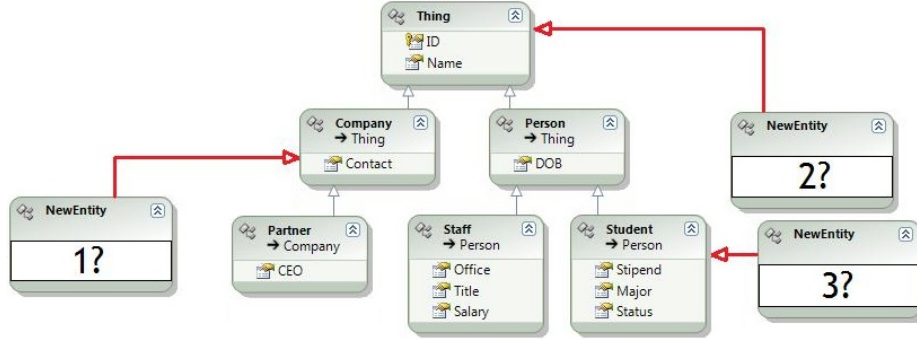 Thing
ID
Name
Company
→ Thing
Contact
Person
→ Thing
DOB
NewEntity
2?
NewEntity
1?
Partner
→ Company
CEO
Staff
→ Person
Office
Title
Salary
Student
→ Person
Stipend
Major
Status
NewEntity
3?